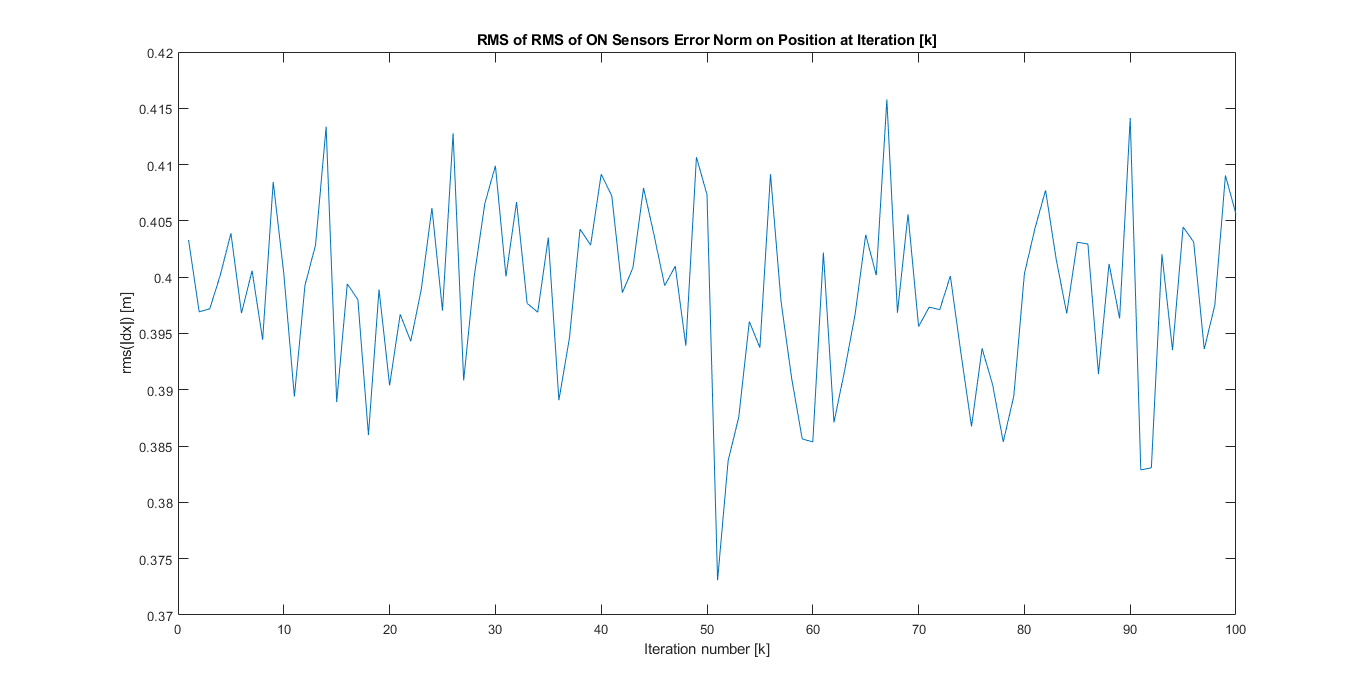 RMS of RMS of ON Sensors Error Norm on Position at Iteration [k]
0.42
0.415
0.41
0.405
0.4
0.395
0.39
0.385
0.38
0.375
0.37
rms(|dx|) [m]
0 10 20 30 40 50 60 70 80 90 100
Iteration number [k]